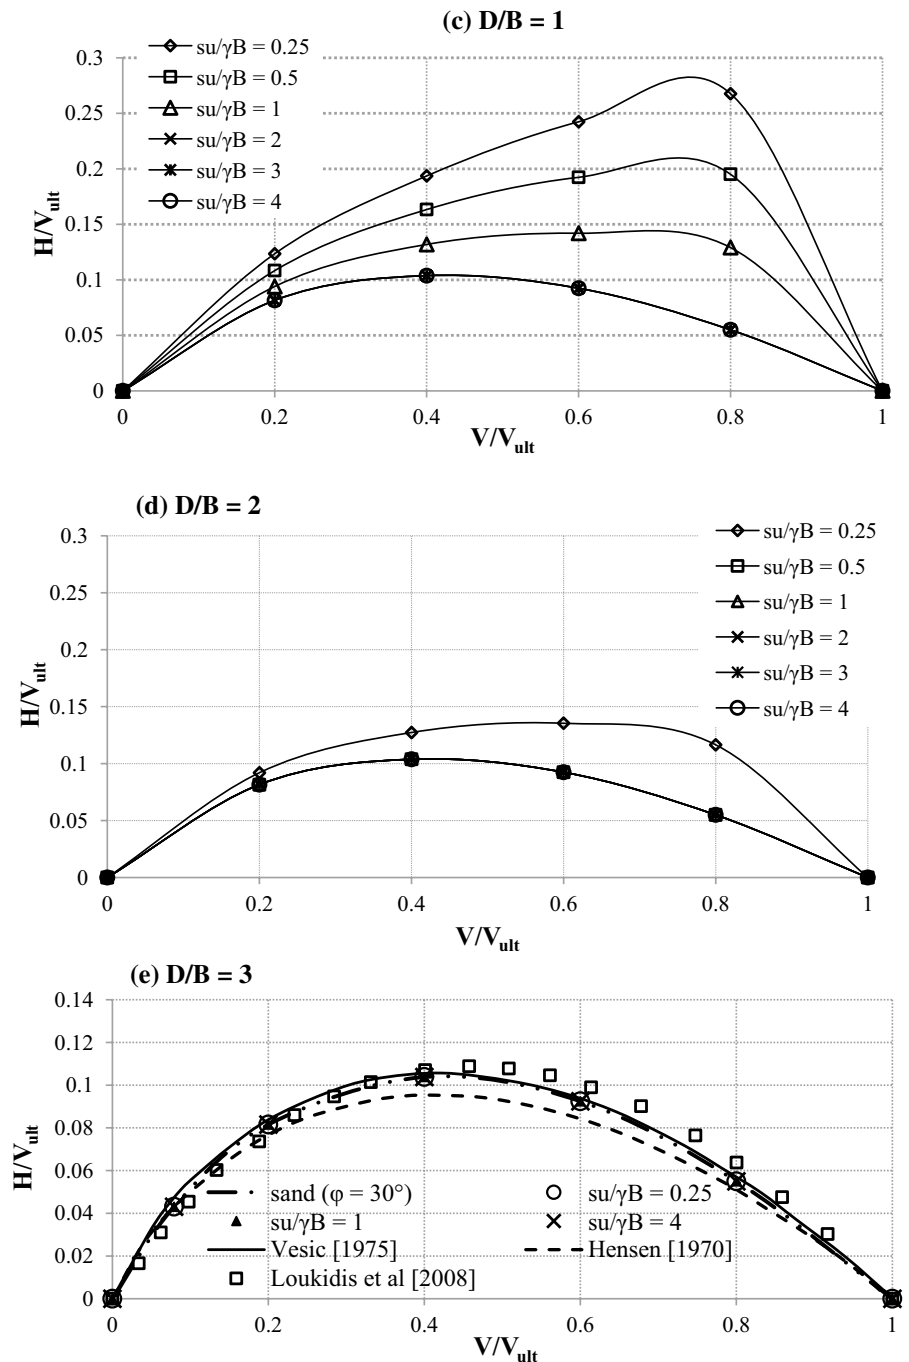 (c) D/B = 1
su/γB = 0.25
su/γB = 0.5
su/γB = 1
su/γB = 2
su/γB = 3
su/γB = 4
0.3
0.25
0.2
0.15
0.1
0.05
0
H/Vult
0 0.2 0.4 0.6 0.8 1
V/Vult
(d) D/B = 2
su/γB = 0.25
su/γB = 0.5
su/γB = 1
su/γB = 2
su/γB = 3
su/γB = 4
0.3
0.25
0.2
0.15
0.1
0.05
0
H/Vult
0 0.2 0.4 0.6 0.8 1
V/Vult
(e) D/B = 3
0.14
0.12
0.1
0.08
0.06
0.04
0.02
0
H/Vult
sand (φ = 30°) su/γB = 0.25
su/γB = 1 su/γB = 4
Vesic [1975] Hensen [1970]
Loukidis et al [2008]
0 0.2 0.4 0.6 0.8 1
V/Vult